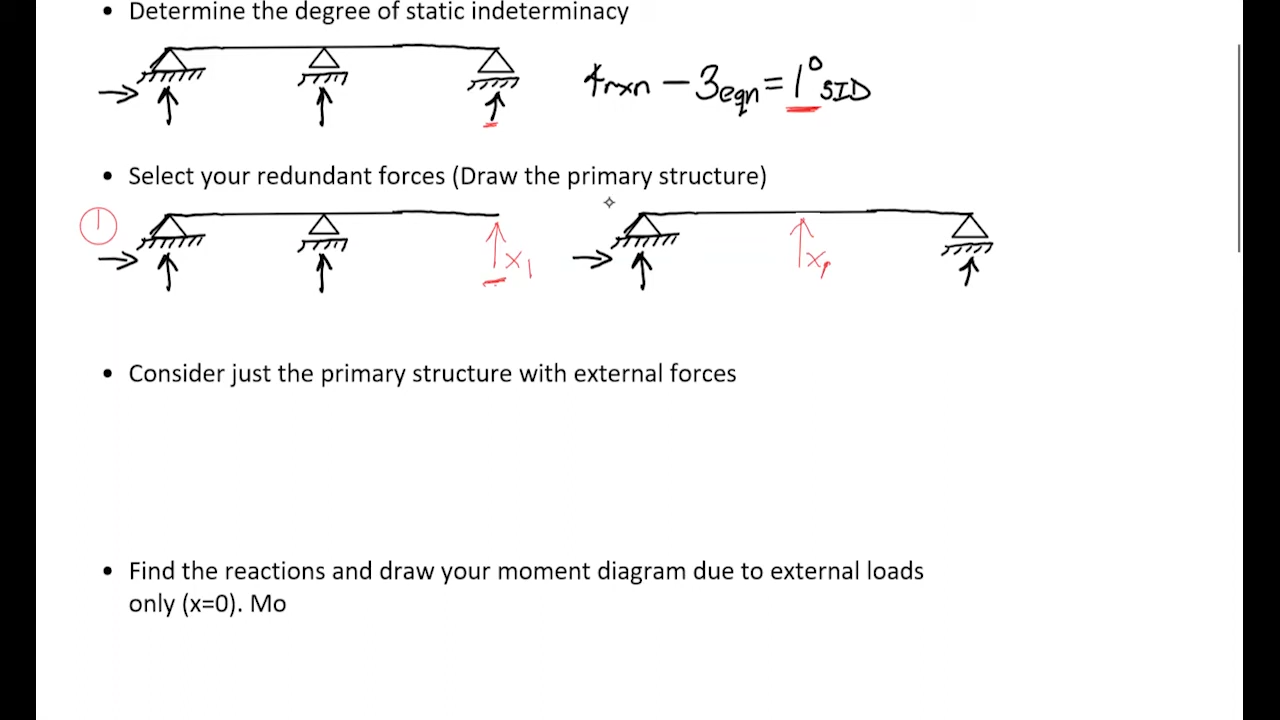 • Determine the degree of static indeterminacy
4rxn - 3eqn = 1° SID
• Select your redundant forces (Draw the primary structure)
1
X1
X1
• Consider just the primary structure with external forces
• Find the reactions and draw your moment diagram due to external loads
only (x=0). Mo